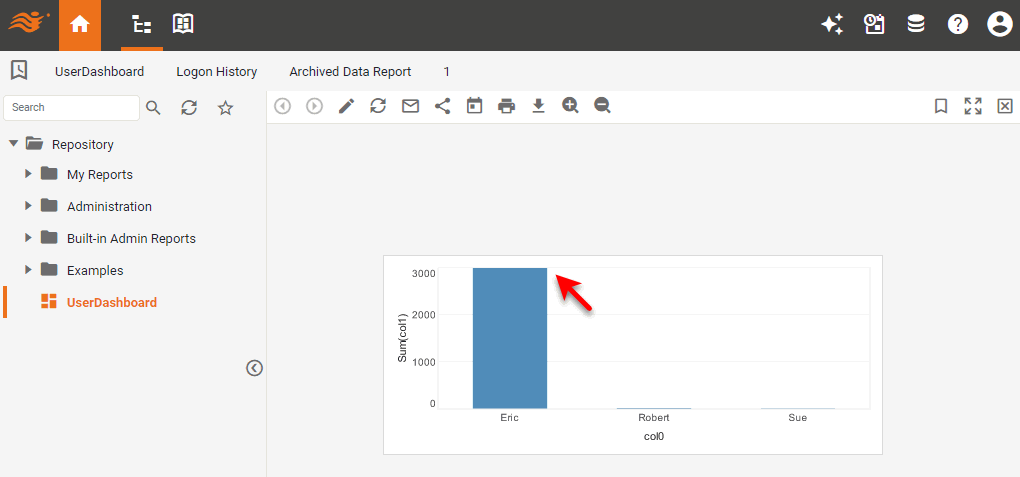 UserDashboard Logon History Archived Data Report 1
Search
Repository
My Reports
Administration
Built-in Admin Reports
Examples
UserDashboard
3000
2000
1000
0
Sum(col1)
Eric Robert Sue
col0